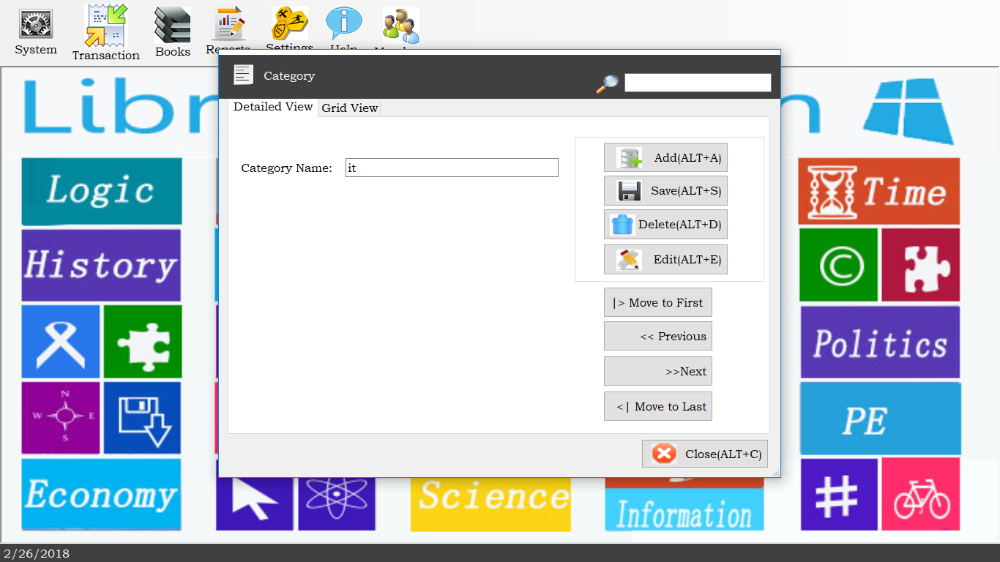 System
Transaction
Books
Reports
Settings
Help
Category
Detailed View
Grid View
Category Name:
it
Add(ALT+A)
Save(ALT+S)
Delete(ALT+D)
Edit(ALT+E)
|> Move to First
<< Previous
>>Next
<| Move to Last
Close(ALT+C)
Libr
n
Logic
Time
History
©
Politics
N
W
E
S
PE
Economy
Science
Information
#
2/26/2018